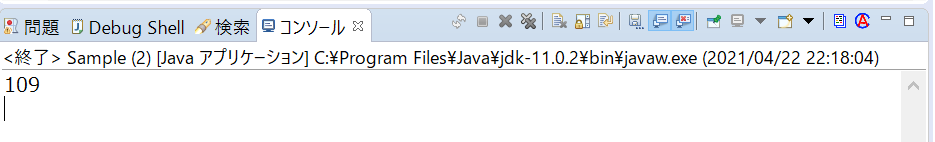 問題 Debug Shell 検索 コンソール
<終了> Sample (2) [Java アプリケーション] C:¥Program Files¥Java¥jdk-11.0.2¥bin¥javaw.exe (2021/04/22 22:18:04)
109